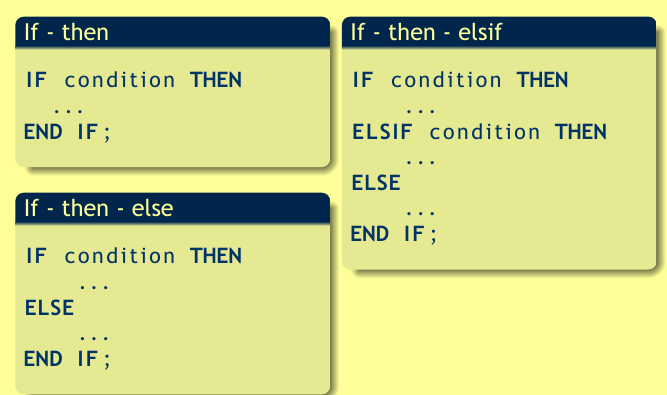 If - then
IF condition THEN
...
END IF;
If - then - else
IF condition THEN
...
ELSE
...
END IF;
If - then - elsif
IF condition THEN
...
ELSIF condition THEN
...
ELSE
...
END IF;